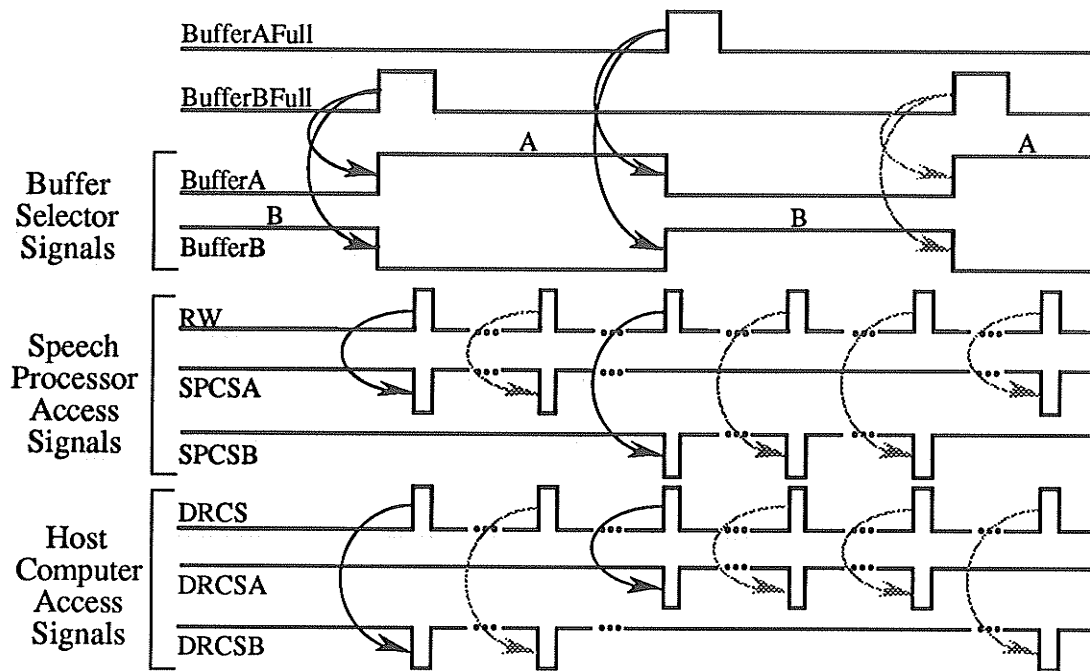 BufferAFull
BufferBFull
A
A
Buffer
Selector
Signals
BufferA
B
B
BufferB
Speech
Processor
Access
Signals
RW
SPCSA
SPCSB
Host
Computer
Access
Signals
DRCS
DRCSA
DRCSB